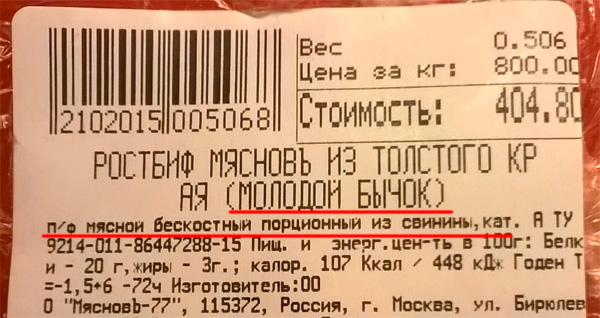 Вес 0.506
Цена за кг: 800.00
Стоимость: 404.80
2102015 005068
РОСТБИФ МЯСНОВЪ ИЗ ТОЛСТОГО КР
АЯ (МОЛОДОЙ БЫЧОК)
п/ф мясной бескостный порционный из свинины,кат. А ТУ
9214-011-86447288-15 Пищ. и энерг.цен-ть в 100г: Белк
и - 20 г,жиры - 3г.; калор. 107 Ккал / 448 кДж Годен Т
=-1,5+6 -72ч Изготовитель:00
О "МясновЪ-77", 115372, Россия, г. Москва, ул. Бирюлев